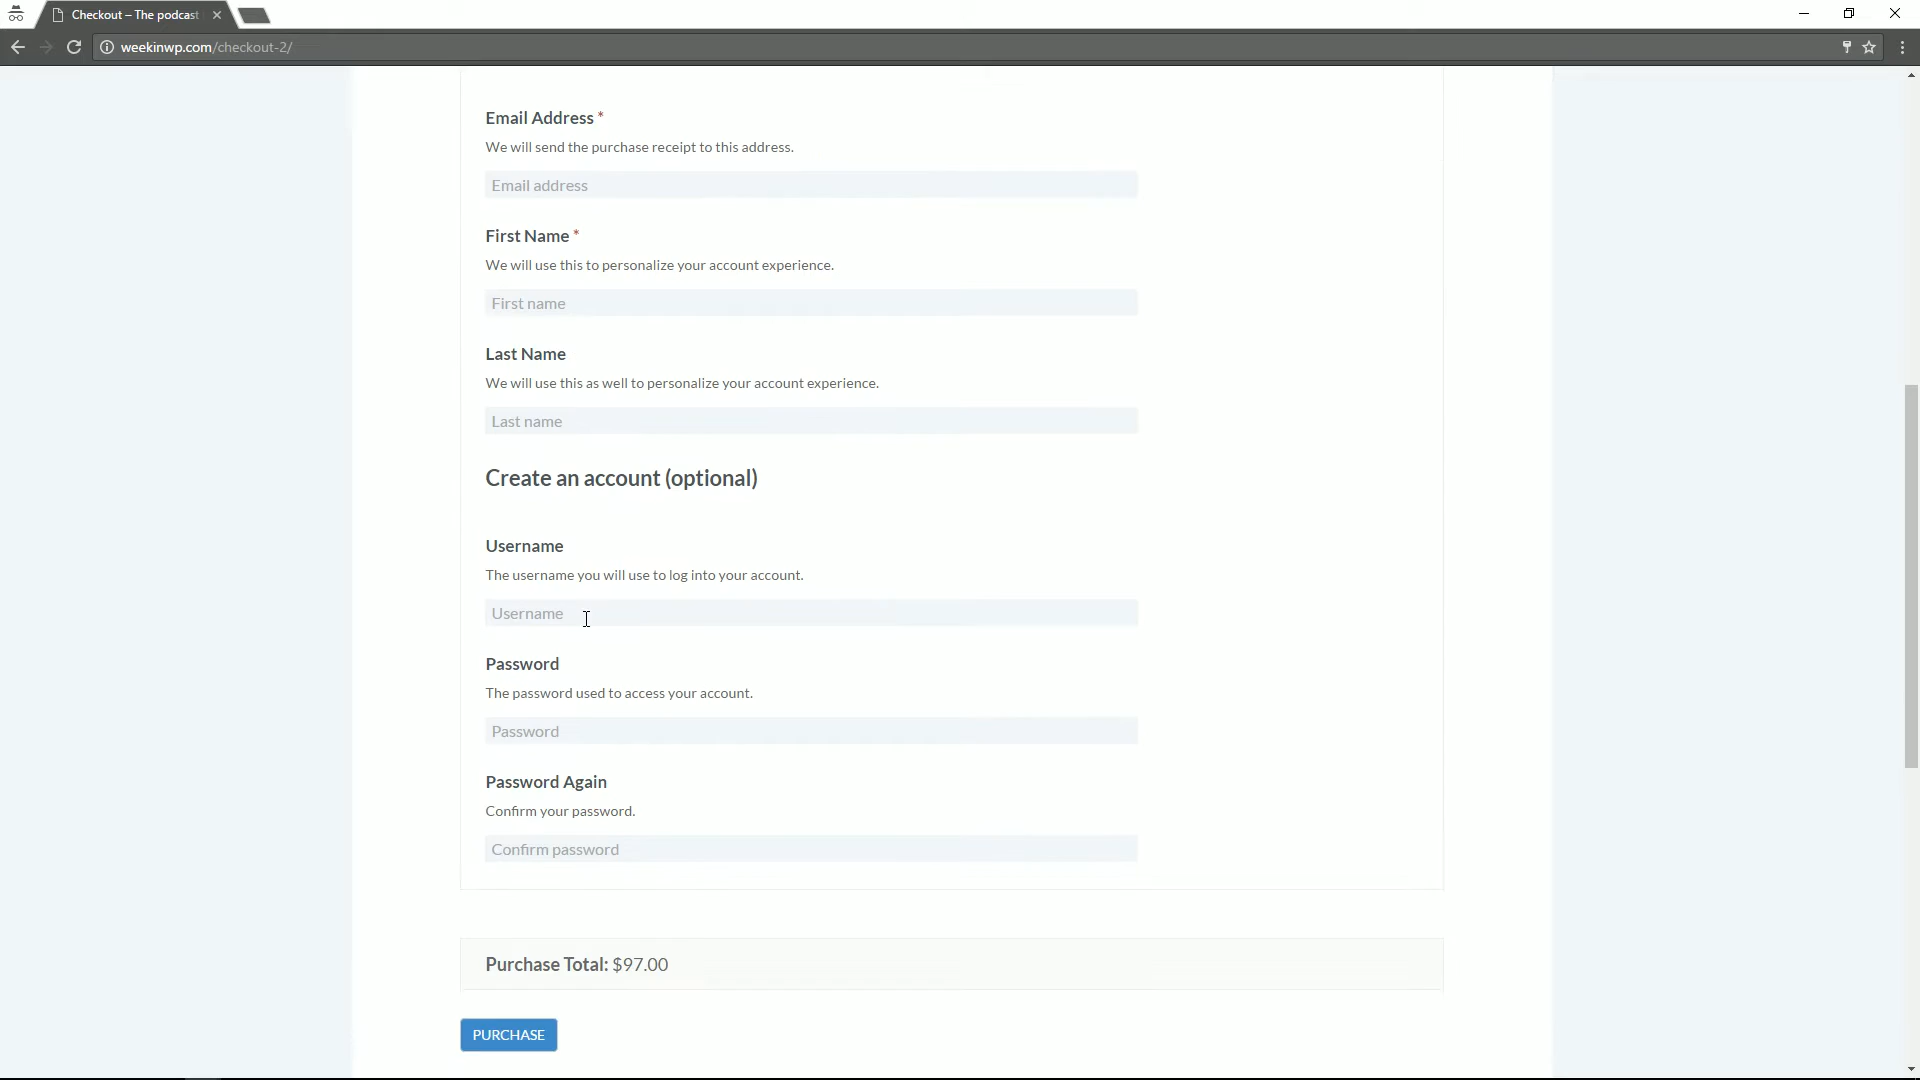 Checkout – The podcast
weekinwp.com/checkout-2/
Email Address *
We will send the purchase receipt to this address.
Email address
First Name *
We will use this to personalize your account experience.
First name
Last Name
We will use this as well to personalize your account experience.
Last name
Create an account (optional)
Username
The username you will use to log into your account.
Username
Password
The password used to access your account.
Password
Password Again
Confirm your password.
Confirm password
Purchase Total: $97.00
PURCHASE